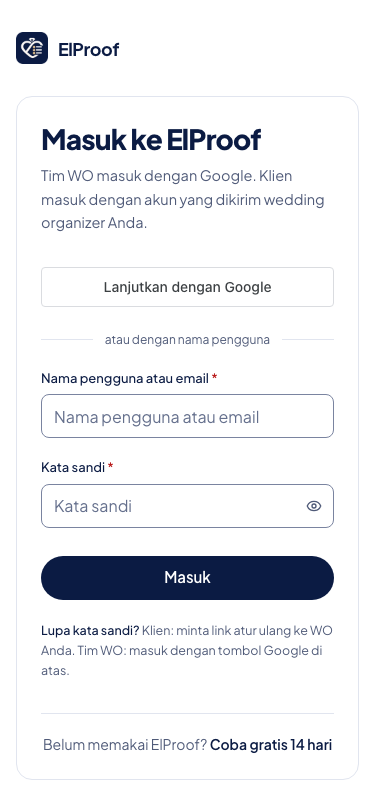 ElProof
Masuk ke ElProof
Tim WO masuk dengan Google. Klien
masuk dengan akun yang dikirim wedding
organizer Anda.
Lanjutkan dengan Google
atau dengan nama pengguna
Nama pengguna atau email *
Nama pengguna atau email
Kata sandi *
Kata sandi
Masuk
Lupa kata sandi? Klien: minta link atur ulang ke WO
Anda. Tim WO: masuk dengan tombol Google di
atas.
Belum memakai ElProof? Coba gratis 14 hari